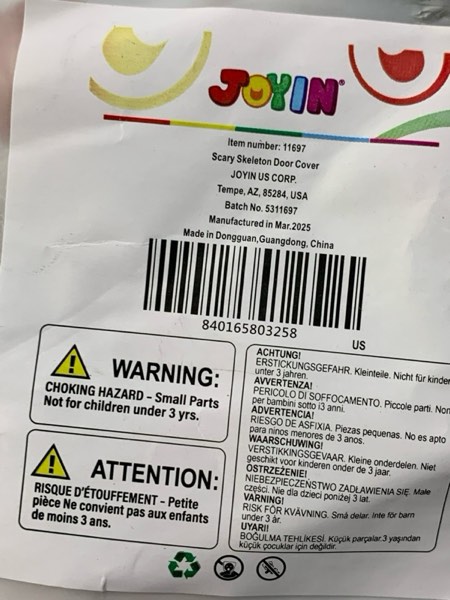 JOYIN®
Item number: 11697
Scary Skeleton Door Cover
JOYIN US CORP.
Tempe, AZ, 85284, USA
Batch No. 5311697
Manufactured in Mar.2025
Made in Dongguan,Guangdong, China
840165803258
US
WARNING:
CHOKING HAZARD – Small Parts
Not for children under 3 yrs.
ATTENTION:
RISQUE D'ÉTOUFFEMENT – Petite
pièce Ne convient pas aux enfants
de moins 3 ans.
ACHTUNG!
ERSTICKUNGSGEFAHR. Kleinteile. Nicht für kinder
unter 3 jahren.
AVVERTENZA!
PERICOLO DI SOFFOCAMENTO. Piccole parti. Non
per bambini sotto i3 anni.
ADVERTENCIA!
RIESGO DE ASFIXIA. Piezas pequenas. No es apto
para ninos menores de 3 anos.
WAARSCHUWING!
VERSTIKKINGSGEVAAR. Kleine onderdelen. Niet
geschikt voor kinderen onder de 3 jaar.
OSTRZEŻENIE!
NIEBEZPIECZEŃSTWO ZADŁAWIENIA SIĘ. Małe
części. Nie dla dzieci poniżej 3 lat.
VARNING!
RISK FÖR KVÄVNING. Små delar. Inte för barn
under 3 år.
UYARI!
BOĞULMA TEHLİKESİ. Küçük parçalar.3 yaşından
küçük çocuklar için değildir.